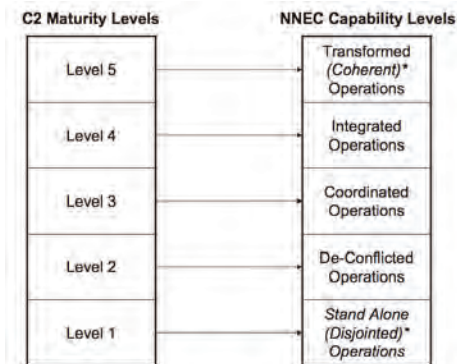 C2 Maturity Levels
NNEC Capability Levels
Level 5
Transformed
(Coherent)*
Operations
Level 4
Integrated
Operations
Level 3
Coordinated
Operations
Level 2
De-Conflicted
Operations
Level 1
Stand Alone
(Disjointed)*
Operations